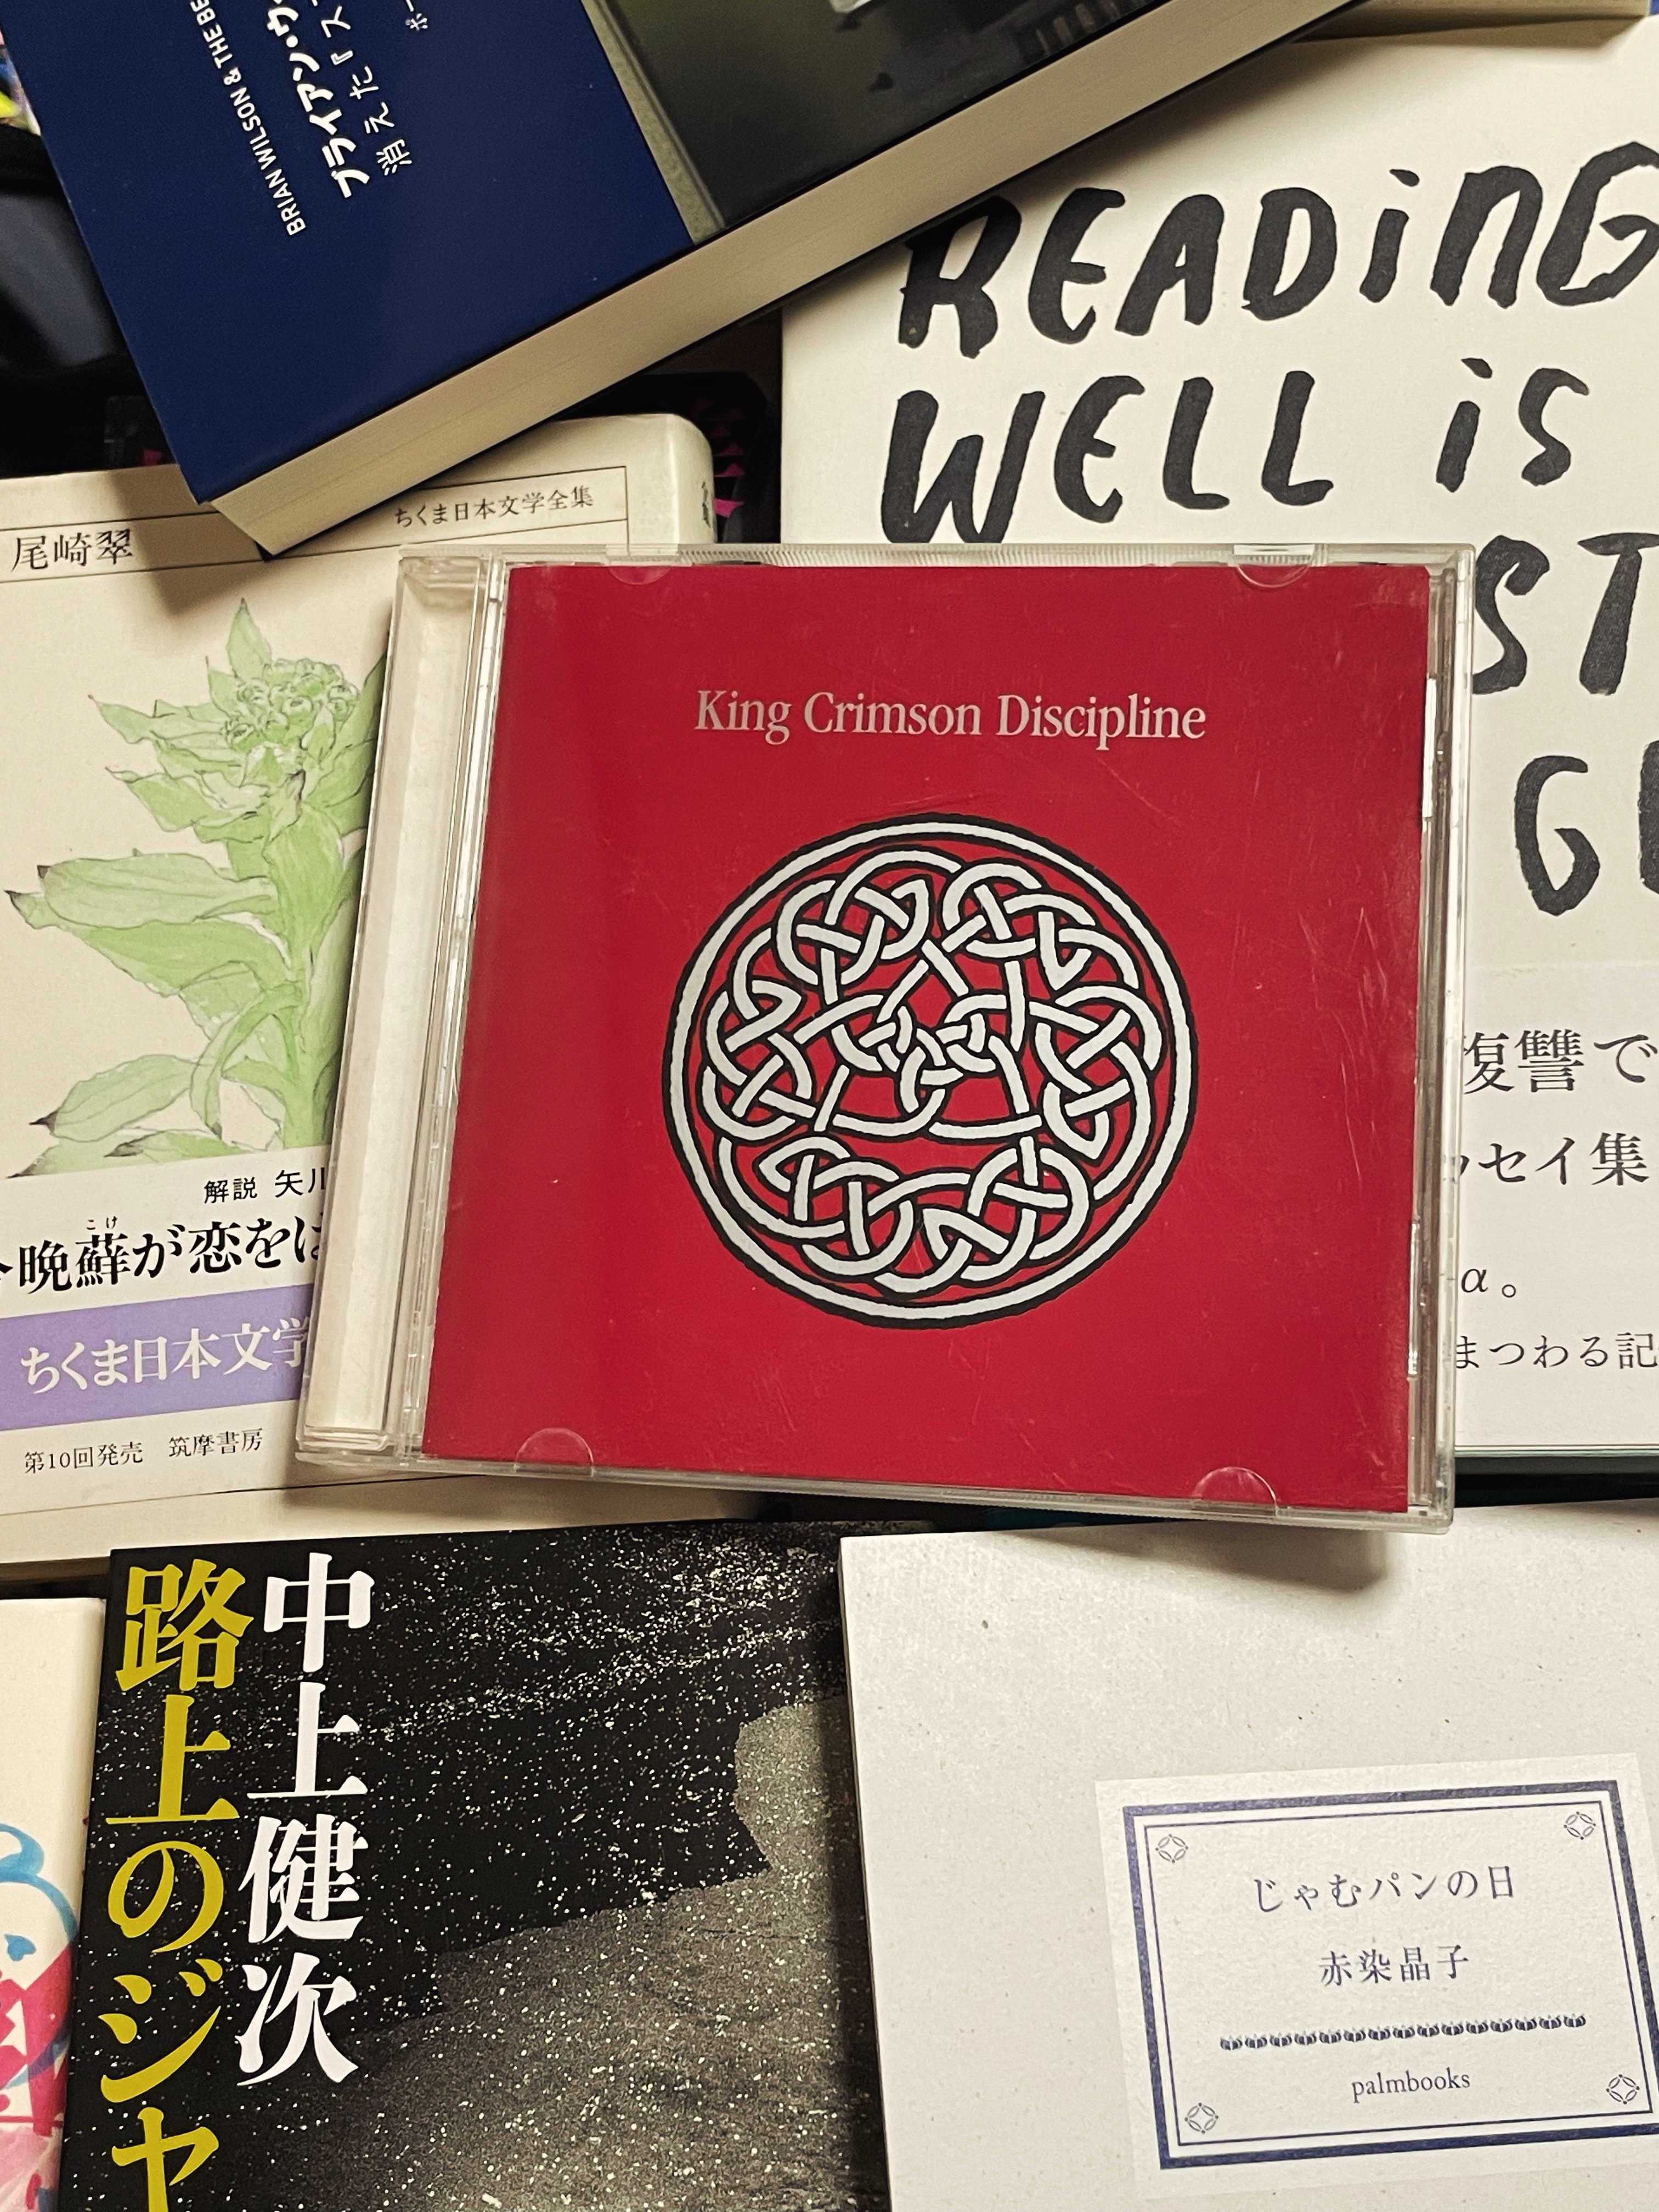 BRIAN WILSON & THE BE
ブライアン・ウ
消えた『ス
READiNG
WELL iS
ST
ちくま日本文学全集
尾崎翠
King Crimson Discipline
復讐で
セイ集
α。
まつわる記
解説 矢川
こけ
晩蘚が恋をは
ちくま日本文学
第10回発売 筑摩書房
中上健次
路上のジャ
じゃむパンの日
赤染晶子
palmbooks